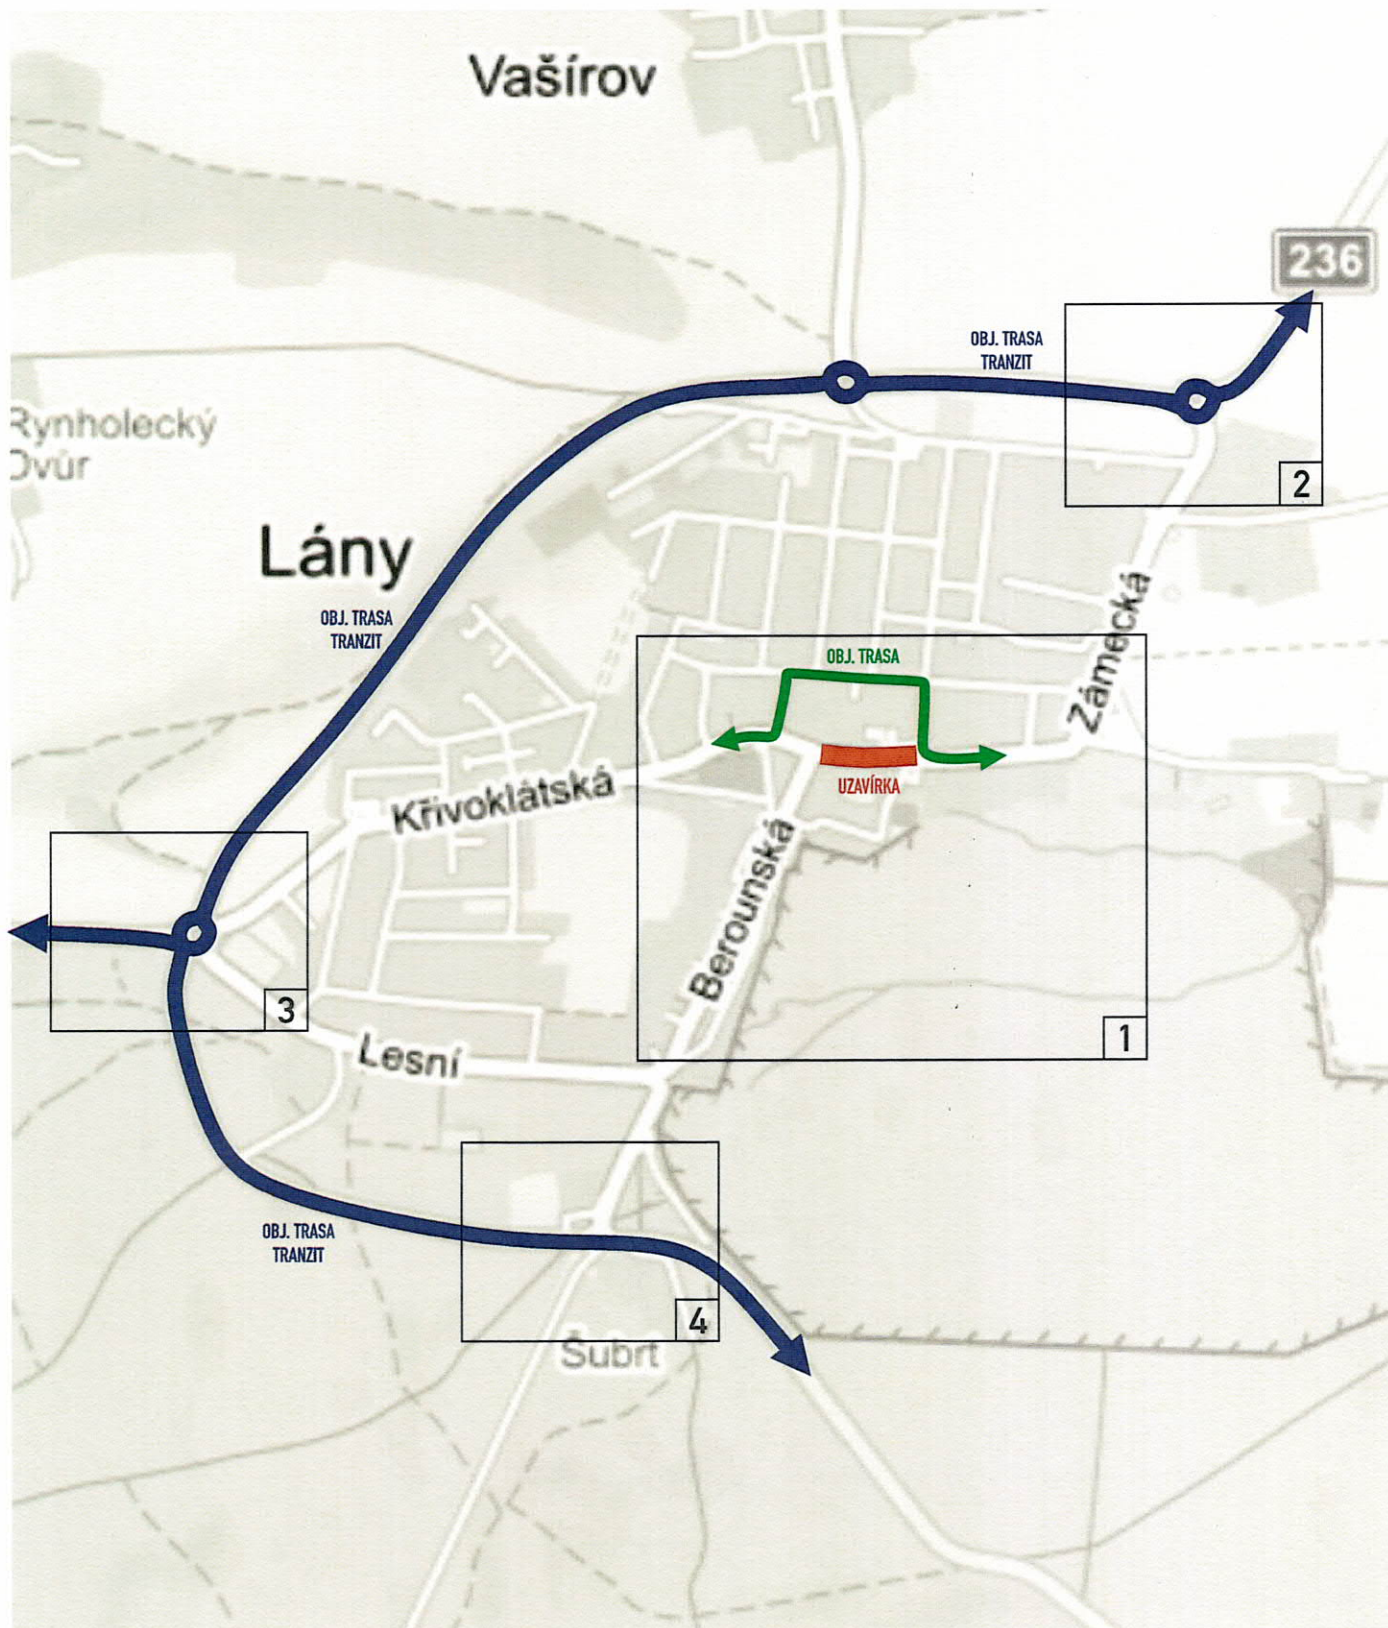 Vašírov
236
OBJ. TRASA
TRANZIT
Rynholecký
Dvůr
2
Lány
Zámecká
OBJ. TRASA
TRANZIT
OBJ. TRASA
UZAVÍRKA
Křivoklátská
Berounská
3
1
Lesní
OBJ. TRASA
TRANZIT
4
Šubrt